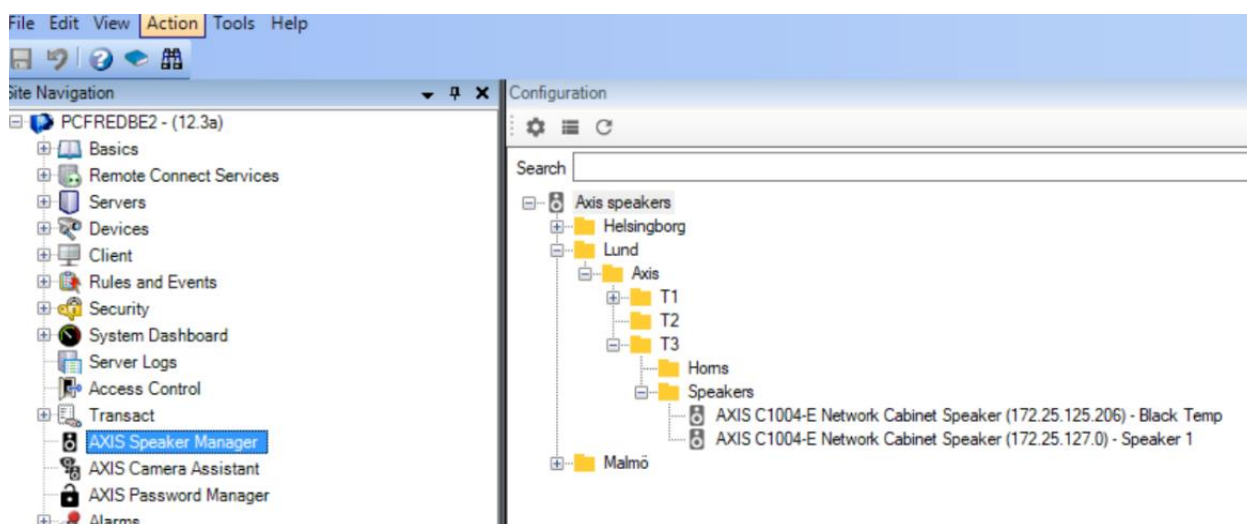 File Edit View Action Tools Help
Site Navigation
PCFREDBE2 - (12.3a)
Basics
Remote Connect Services
Servers
Devices
Client
Rules and Events
Security
System Dashboard
Server Logs
Access Control
Transact
AXIS Speaker Manager
AXIS Camera Assistant
AXIS Password Manager
Alarms
Configuration
Search
Axis speakers
Helsingborg
Lund
Axis
T1
T2
T3
Horns
Speakers
AXIS C1004-E Network Cabinet Speaker (172.25.125.206) - Black Temp
AXIS C1004-E Network Cabinet Speaker (172.25.127.0) - Speaker 1
Malmö